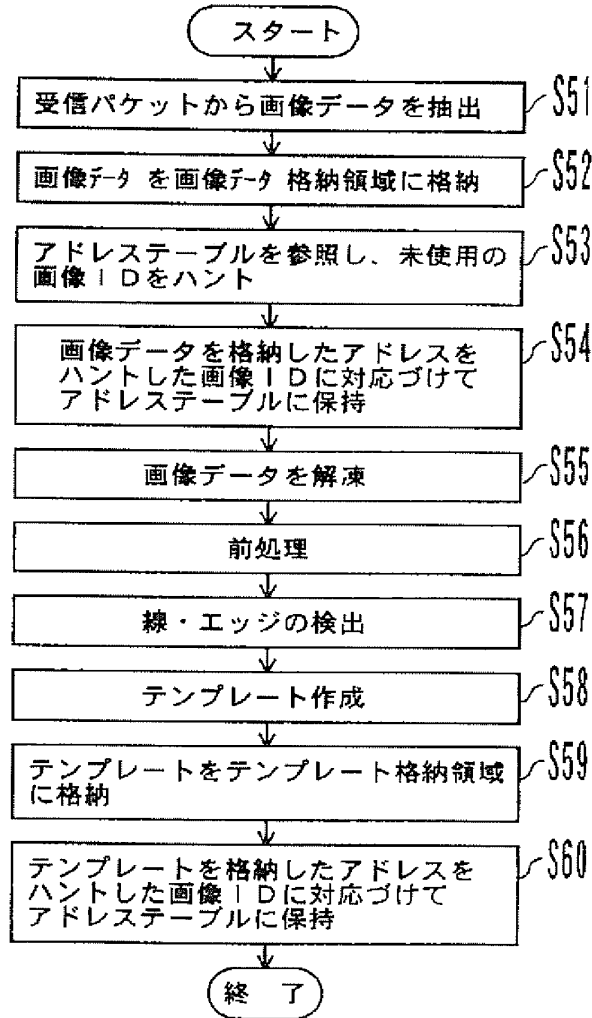 スタート
受信パケットから画像データを抽出
S51
画像データ を画像データ 格納領域に格納
S52
アドレステーブルを参照し、未使用の
画像IDをハント
S53
画像データを格納したアドレスを
ハントした画像IDに対応づけて
アドレステーブルに保持
S54
画像データを解凍
S55
前処理
S56
線・エッジの検出
S57
テンプレート作成
S58
テンプレートをテンプレート格納領域
に格納
S59
テンプレートを格納したアドレスを
ハントした画像IDに対応づけて
アドレステーブルに保持
S60
終 了